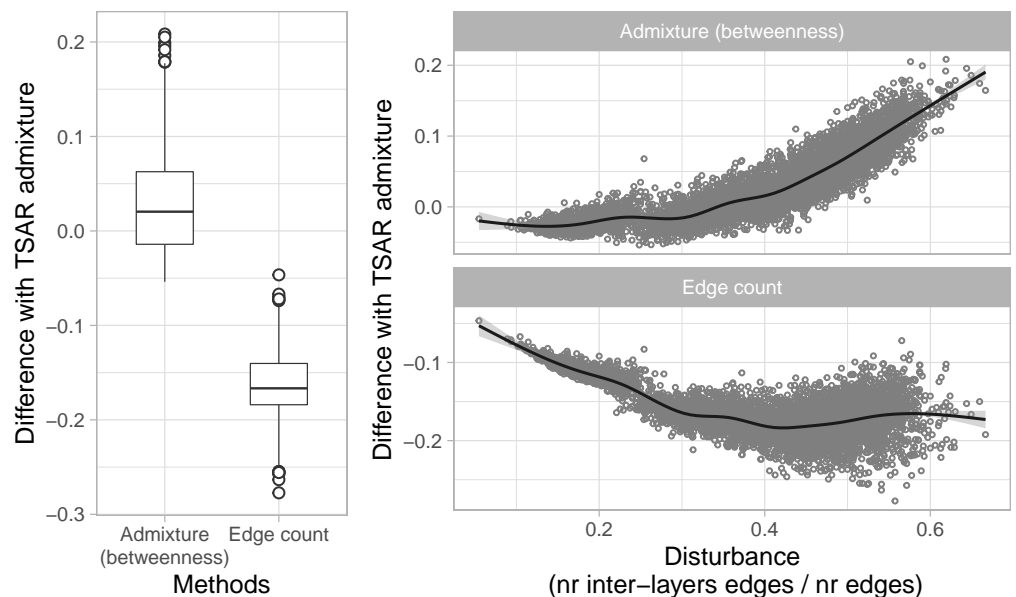 Difference with TSAR admixture
0.2
0.1
0.0
−0.1
−0.2
−0.3
Admixture
(betweenness)
Edge count
Methods
Difference with TSAR admixture
Admixture (betweenness)
0.2
0.1
0.0
Edge count
−0.1
−0.2
0.2
0.4
0.6
Disturbance
(nr inter−layers edges / nr edges)